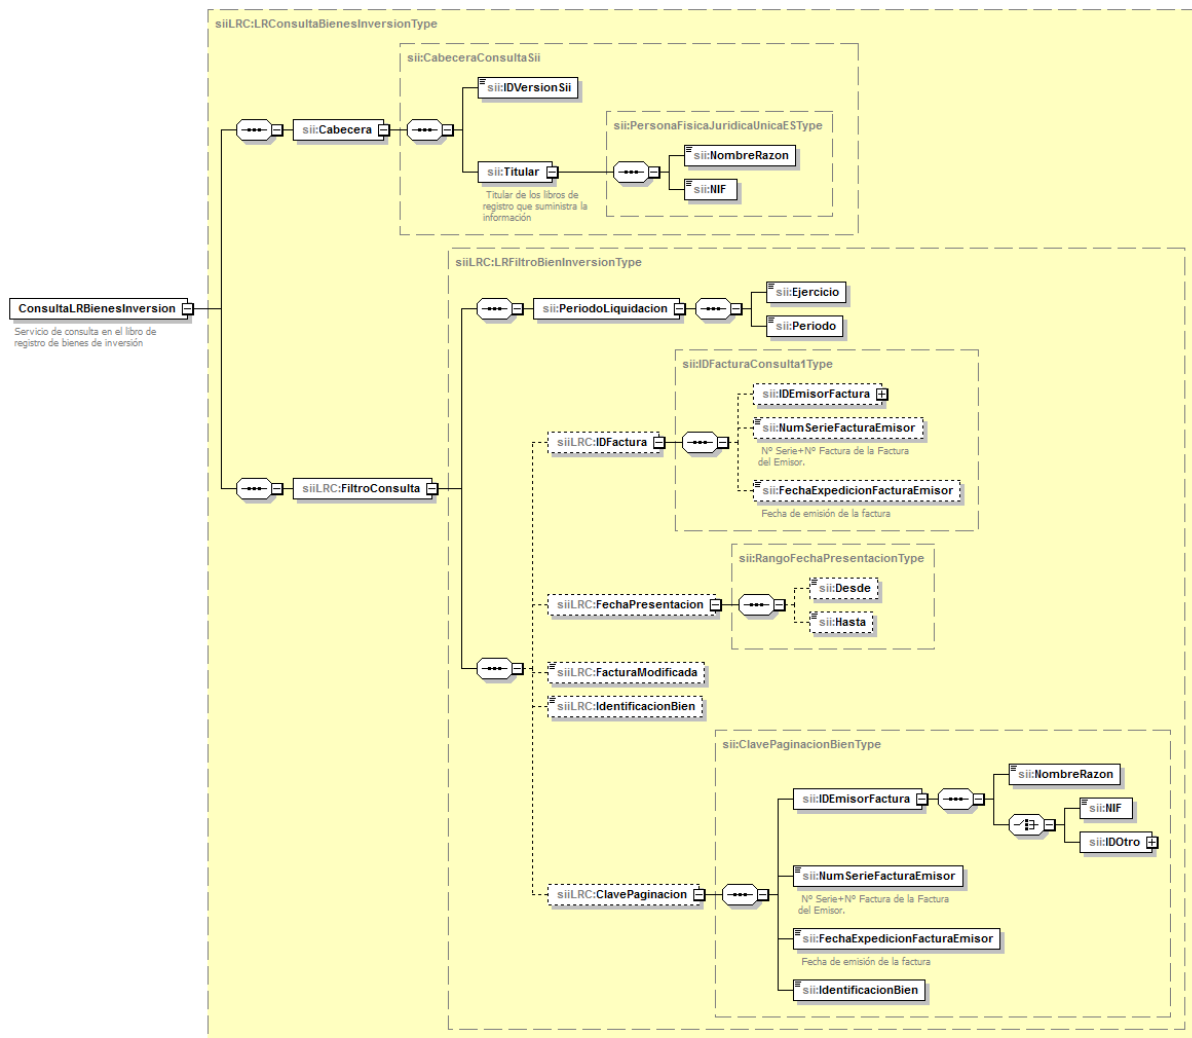 siiLRC:LRConsultaBienesInversionType
sii:CabeceraConsultaSii
sii:IDVersionSii
sii:PersonaFisicaJuridicaUnicaESType
sii:Cabecera
sii:NombreRazon
sii:Titular
sii:NIF
Titular de los libros de
registro que suministra la
información
siiLRC:LRFiltroBienInversionType
sii:Ejercicio
ConsultaLRBienesInversion
sii:PeriodoLiquidacion
sii:Periodo
Servicio de consulta en el libro de
registro de bienes de inversión
sii:IDFacturaConsulta1Type
sii:IDEmisorFactura
sii:NumSerieFacturaEmisor
siiLRC:IDFactura
Nº Serie+Nº Factura de la Factura
del Emisor.
siiLRC:FiltroConsulta
sii:FechaExpedicionFacturaEmisor
Fecha de emisión de la factura
sii:RangoFechaPresentacionType
sii:Desde
siiLRC:FechaPresentacion
sii:Hasta
siiLRC:FacturaModificada
siiLRC:IdentificacionBien
sii:ClavePaginacionBienType
sii:NombreRazon
sii:IDEmisorFactura
sii:NIF
sii:IDOtro
sii:NumSerieFacturaEmisor
siiLRC:ClavePaginacion
Nº Serie+Nº Factura de la Factura
del Emisor.
sii:FechaExpedicionFacturaEmisor
Fecha de emisión de la factura
sii:IdentificacionBien